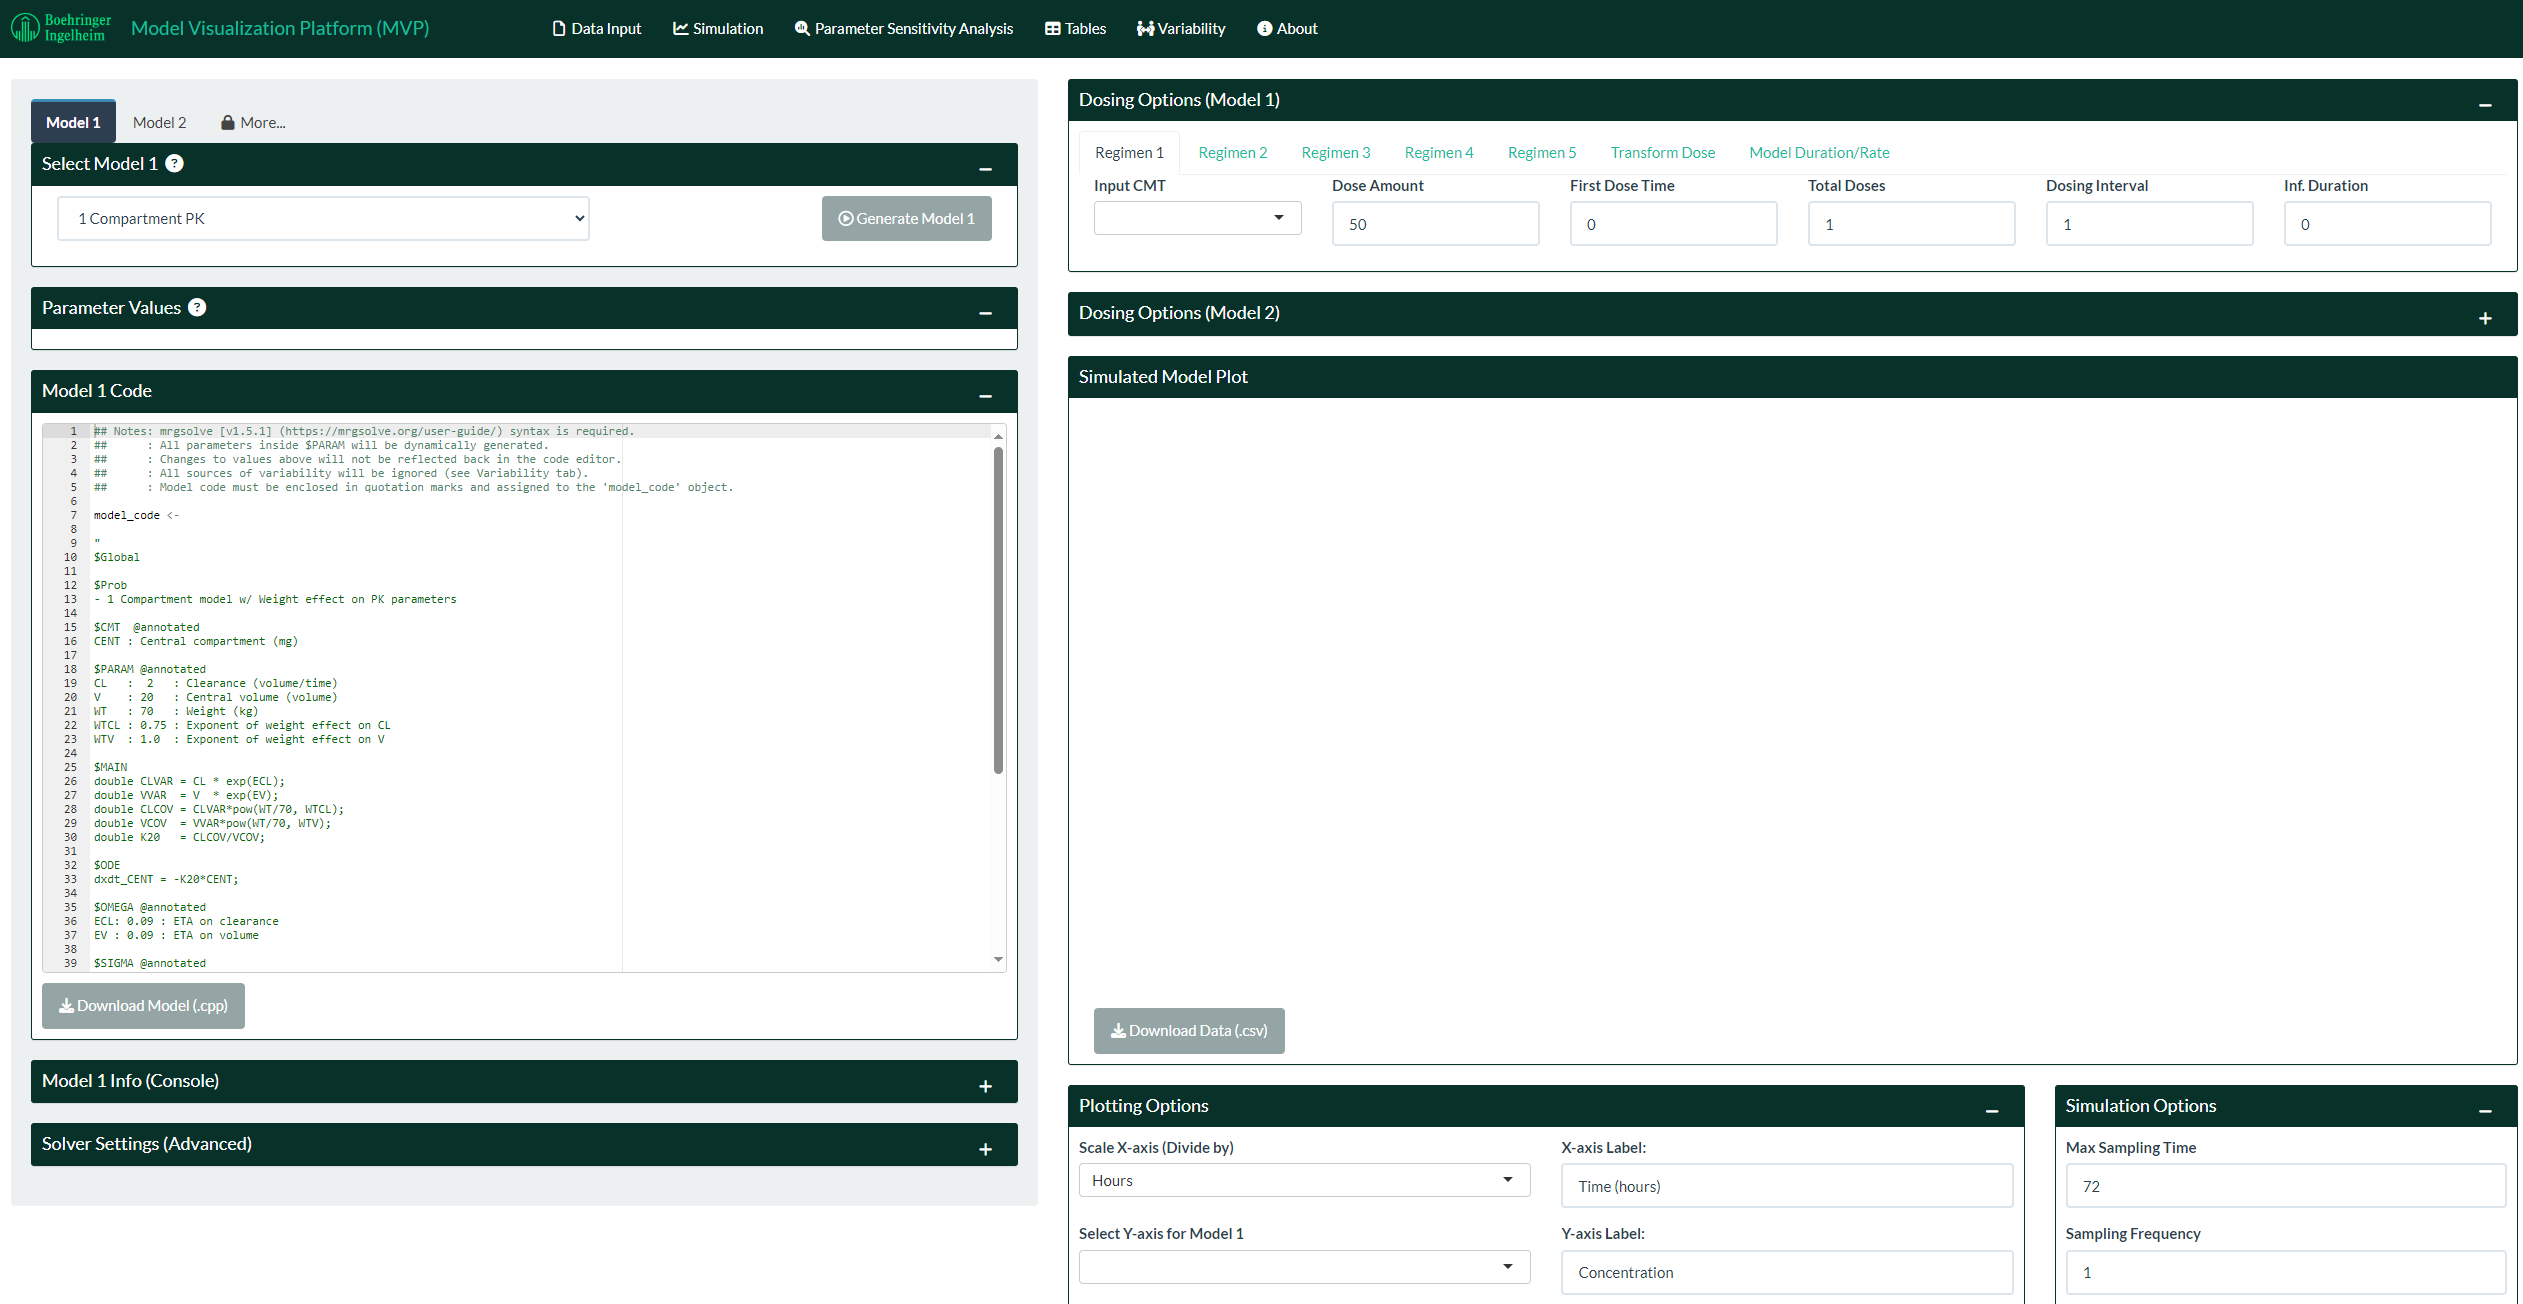 Boehringer
Ingelheim
Model Visualization Platform (MVP)
Data Input
Simulation
Parameter Sensitivity Analysis
Tables
Variability
About
Model 1
Model 2
More...
Select Model 1
1 Compartment PK
Generate Model 1
Parameter Values
Model 1 Code
1 ## Notes: mrgsolve [v1.5.1] (https://mrgsolve.org/user-guide/) syntax is required.
2 ##      : All parameters inside $PARAM will be dynamically generated.
3 ##      : Changes to values above will not be reflected back in the code editor.
4 ##      : All sources of variability will be ignored (see Variability tab).
5 ##      : Model code must be enclosed in quotation marks and assigned to the 'model_code' object.
6
7 model_code <-
8
9 "
10 $Global
11
12 $Prob
13 - 1 Compartment model w/ Weight effect on PK parameters
14
15 $CMT  @annotated
16 CENT : Central compartment (mg)
17
18 $PARAM @annotated
19 CL   :  2   : Clearance (volume/time)
20 V    : 20   : Central volume (volume)
21 WT   : 70   : Weight (kg)
22 WTCL : 0.75 : Exponent of weight effect on CL
23 WTV  : 1.0  : Exponent of weight effect on V
24
25 $MAIN
26 double CLVAR = CL * exp(ECL);
27 double VVAR  = V  * exp(EV);
28 double CLCOV = CLVAR*pow(WT/70, WTCL);
29 double VCOV  = VVAR*pow(WT/70, WTV);
30 double K20   = CLCOV/VCOV;
31
32 $ODE
33 dxdt_CENT = -K20*CENT;
34
35 $OMEGA @annotated
36 ECL: 0.09 : ETA on clearance
37 EV : 0.09 : ETA on volume
38
39 $SIGMA @annotated
Download Model (.cpp)
Model 1 Info (Console)
Solver Settings (Advanced)
Dosing Options (Model 1)
Regimen 1
Regimen 2
Regimen 3
Regimen 4
Regimen 5
Transform Dose
Model Duration/Rate
Input CMT
Dose Amount
First Dose Time
Total Doses
Dosing Interval
Inf. Duration
50
0
1
1
0
Dosing Options (Model 2)
Simulated Model Plot
Download Data (.csv)
Plotting Options
Scale X-axis (Divide by)
X-axis Label:
Hours
Time (hours)
Select Y-axis for Model 1
Y-axis Label:
Concentration
Simulation Options
Max Sampling Time
72
Sampling Frequency
1